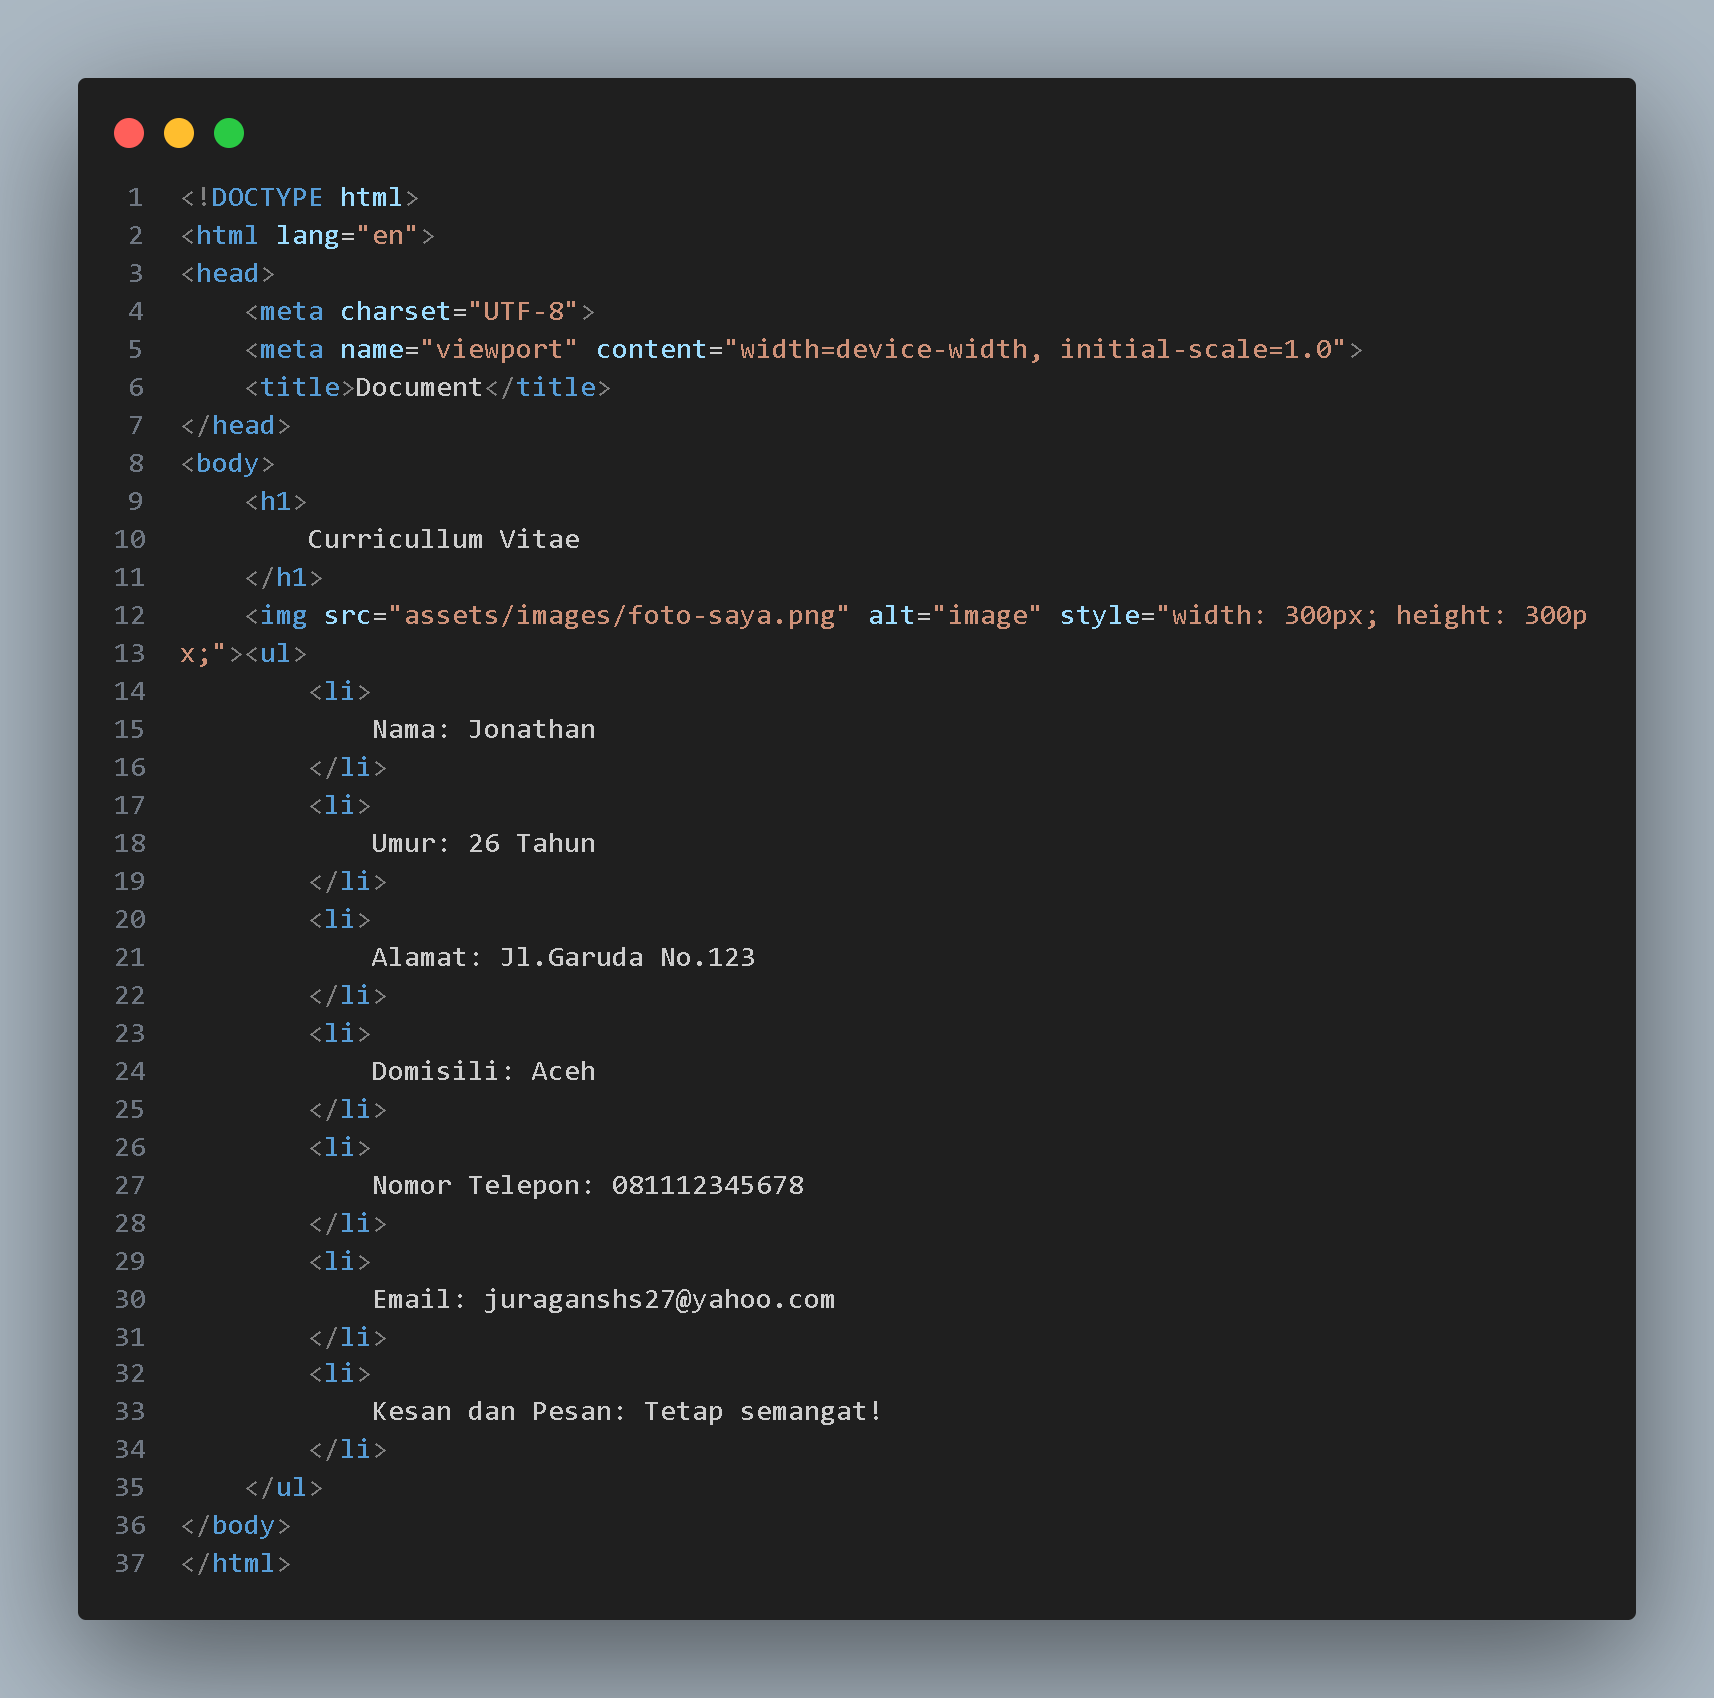 1 <!DOCTYPE html>
2 <html lang="en">
3 <head>
4     <meta charset="UTF-8">
5     <meta name="viewport" content="width=device-width, initial-scale=1.0">
6     <title>Document</title>
7 </head>
8 <body>
9     <h1>
10         Curricullum Vitae
11     </h1>
12     <img src="assets/images/foto-saya.png" alt="image" style="width: 300px; height: 300p
13 x;"><ul>
14         <li>
15             Nama: Jonathan
16         </li>
17         <li>
18             Umur: 26 Tahun
19         </li>
20         <li>
21             Alamat: Jl.Garuda No.123
22         </li>
23         <li>
24             Domisili: Aceh
25         </li>
26         <li>
27             Nomor Telepon: 081112345678
28         </li>
29         <li>
30             Email: juraganshs27@yahoo.com
31         </li>
32         <li>
33             Kesan dan Pesan: Tetap semangat!
34         </li>
35     </ul>
36 </body>
37 </html>